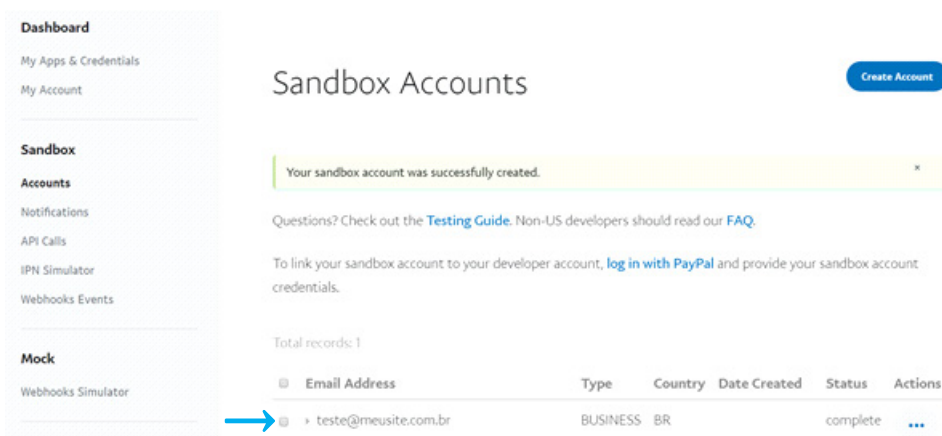 Dashboard
My Apps & Credentials
My Account
Sandbox
Accounts
Notifications
API Calls
IPN Simulator
Webhooks Events
Mock
Webhooks Simulator
Sandbox Accounts
Create Account
Your sandbox account was successfully created.
×
Questions? Check out the Testing Guide. Non-US developers should read our FAQ.
To link your sandbox account to your developer account, log in with PayPal and provide your sandbox account
credentials.
Total records: 1
Email Address Type Country Date Created Status Actions
teste@meusite.com.br BUSINESS BR complete ...